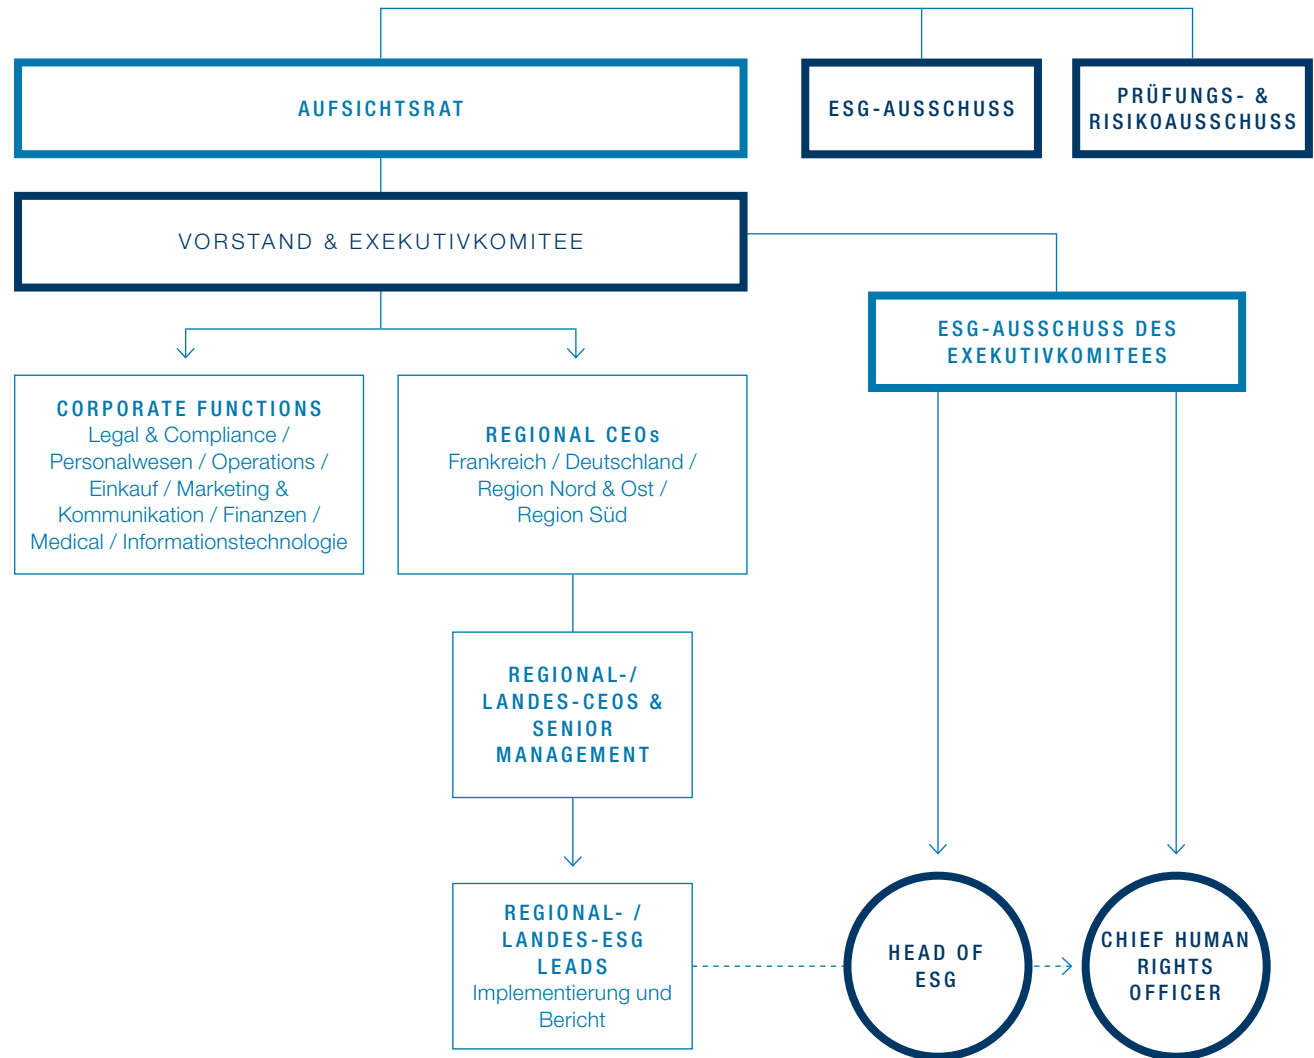 AUFSICHTSRAT
ESG-AUSSCHUSS
PRÜFUNGS- &
RISIKOAUSSCHUSS
VORSTAND & EXEKUTIVKOMITEE
ESG-AUSSCHUSS DES
EXEKUTIVKOMITEES
CORPORATE FUNCTIONS
Legal & Compliance /
Personalwesen / Operations /
Einkauf / Marketing &
Kommunikation / Finanzen /
Medical / Informationstechnologie
REGIONAL CEOs
Frankreich / Deutschland /
Region Nord & Ost /
Region Süd
REGIONAL-/
LANDES-CEOS &
SENIOR
MANAGEMENT
REGIONAL- /
LANDES-ESG
LEADS
Implementierung und
Bericht
HEAD OF
ESG
CHIEF HUMAN
RIGHTS
OFFICER